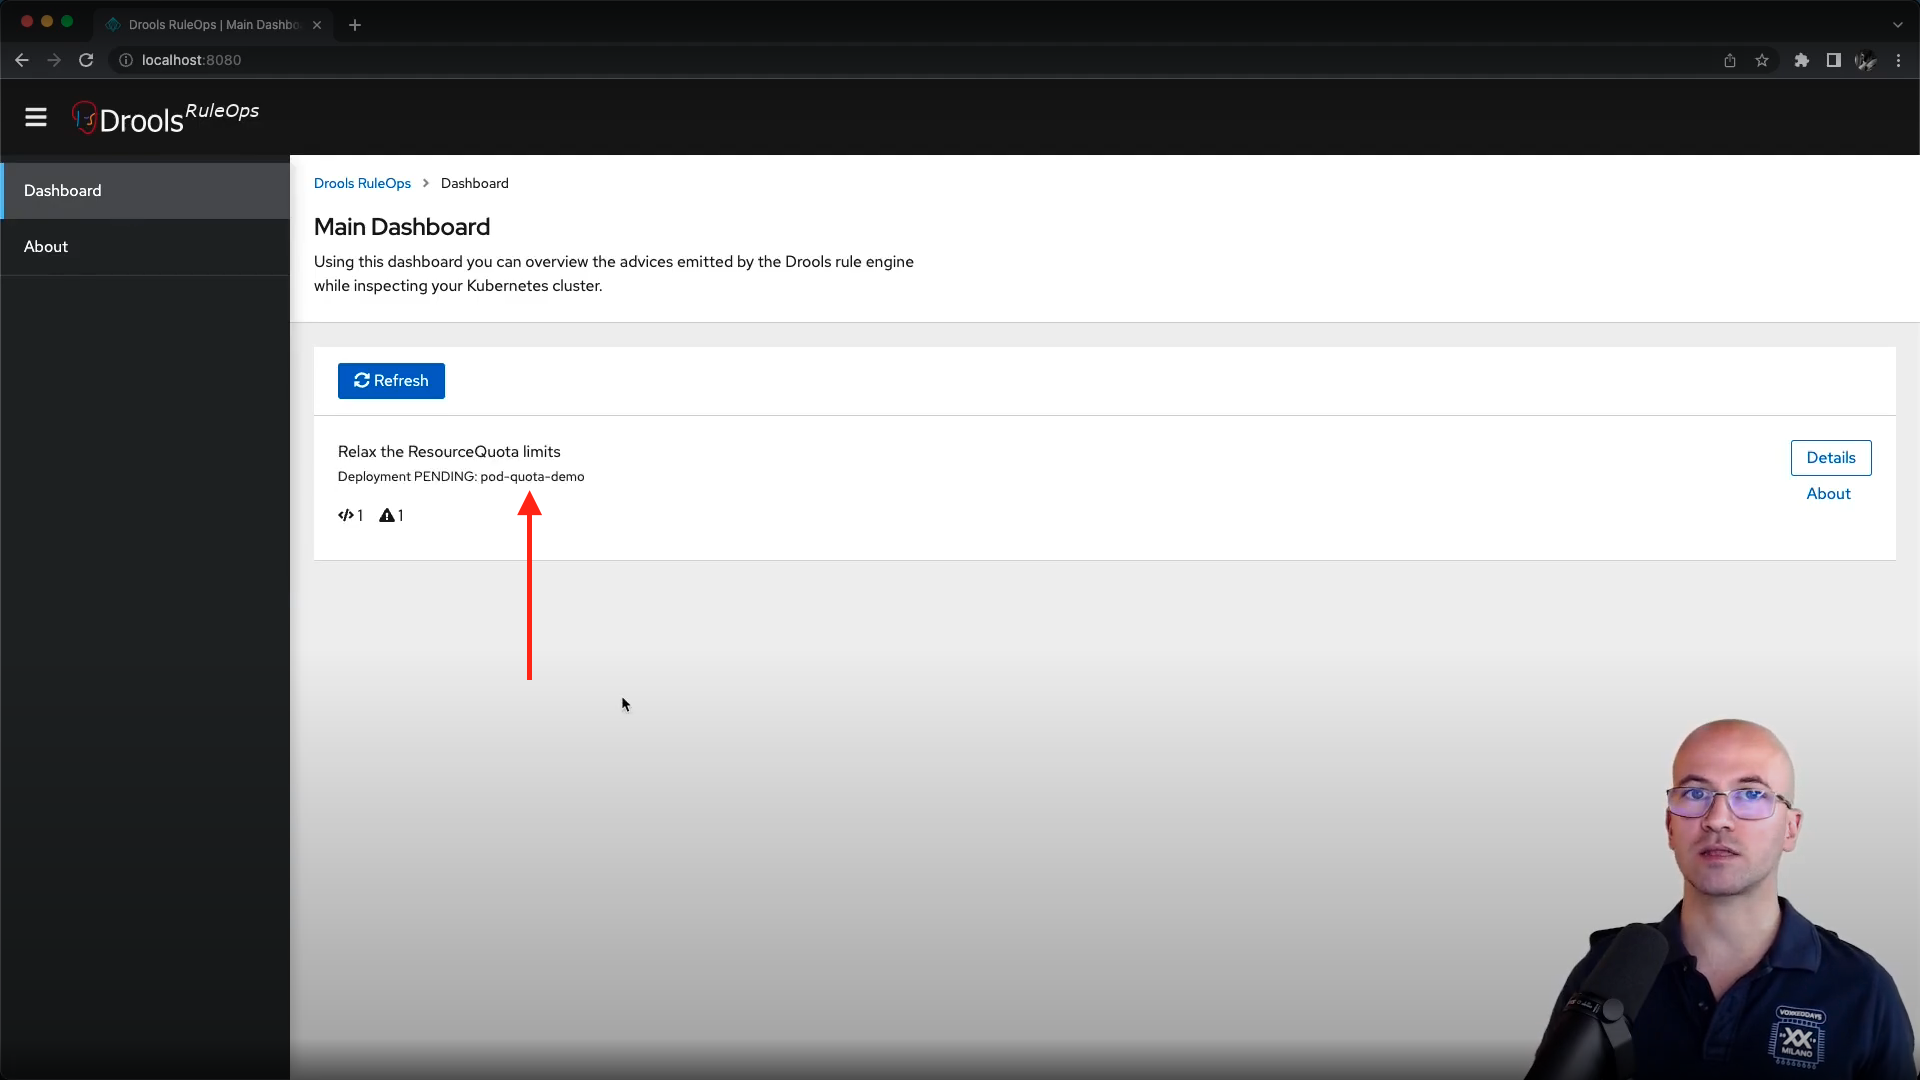 Drools RuleOps | Main Dashbo
localhost:8080
Drools RuleOps
Dashboard
About
Drools RuleOps > Dashboard
Main Dashboard
Using this dashboard you can overview the advices emitted by the Drools rule engine
while inspecting your Kubernetes cluster.
Refresh
Relax the ResourceQuota limits
Deployment PENDING: pod-quota-demo
1 1
Details
About
VOXXEDDAYS
XX
MILANO